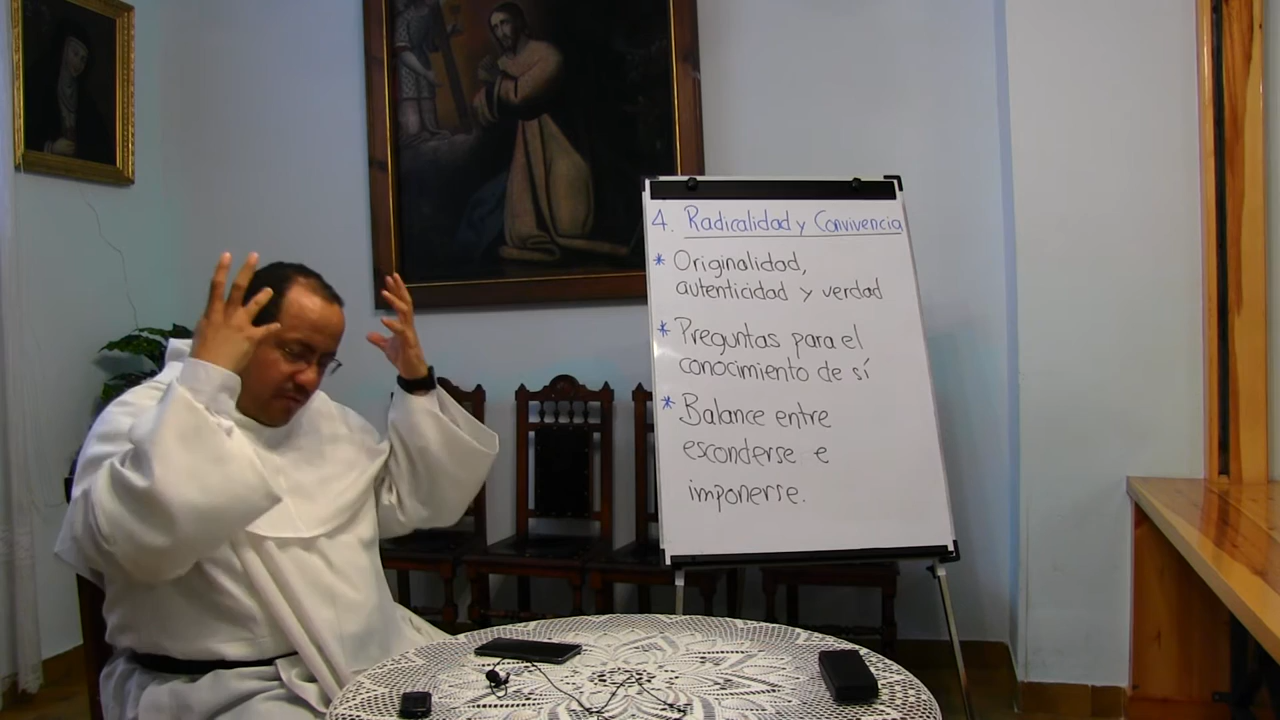 4. Radicalidad y Convivencia
* Originalidad,
autenticidad y verdad
* Preguntas para el
conocimiento de sí
* Balance entre
esconderse e
imponerse.